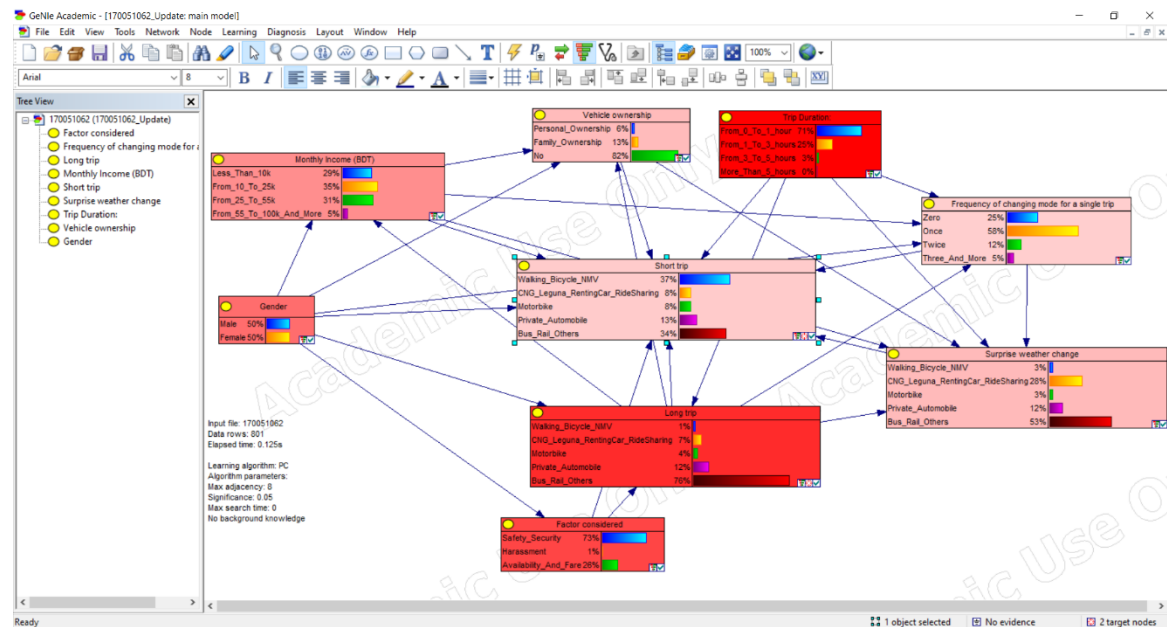 GeNIe Academic - [170051062_Update: main model]
File Edit View Tools Network Node Learning Diagnosis Layout Window Help
100%
Arial 8 B I A
Tree View
170051062 (170051062_Update)
Factor considered
Frequency of changing mode for a
Long trip
Monthly Income (BDT)
Short trip
Surprise weather change
Trip Duration:
Vehicle ownership
Gender
Vehicle ownership
Personal_Ownership 6%
Family_Ownership 13%
No 82%
Trip Duration:
From_0_To_1_hour 71%
From_1_To_3_hours 25%
From_3_To_5_hours 3%
More_Than_5_hours 0%
Monthly Income (BDT)
Less_Than_10k 29%
From_10_To_25k 35%
From_25_To_55k 31%
From_55_To_100k_And_More 5%
Frequency of changing mode for a single trip
Zero 25%
Once 58%
Twice 12%
Three_And_More 5%
Short trip
Walking_Bicycle_NMV 37%
CNG_Leguna_RentingCar_RideSharing 8%
Motorbike 8%
Private_Automobile 13%
Bus_Rail_Others 34%
Gender
Male 50%
Female 50%
Surprise weather change
Walking_Bicycle_NMV 3%
CNG_Leguna_RentingCar_RideSharing 28%
Motorbike 3%
Private_Automobile 12%
Bus_Rail_Others 53%
Long trip
Walking_Bicycle_NMV 1%
CNG_Leguna_RentingCar_RideSharing 7%
Motorbike 4%
Private_Automobile 12%
Bus_Rail_Others 76%
Input file: 170051062
Data rows: 801
Elapsed time: 0.125s
Learning algorithm: PC
Algorithm parameters:
Max adjacency: 8
Significance: 0.05
Max search time: 0
No background knowledge
Factor considered
Safety_Security 73%
Harassment 1%
Availability_And_Fare 26%
Academic Use Only
Academic Use O
Ready
1 object selected
No evidence
2 target nodes